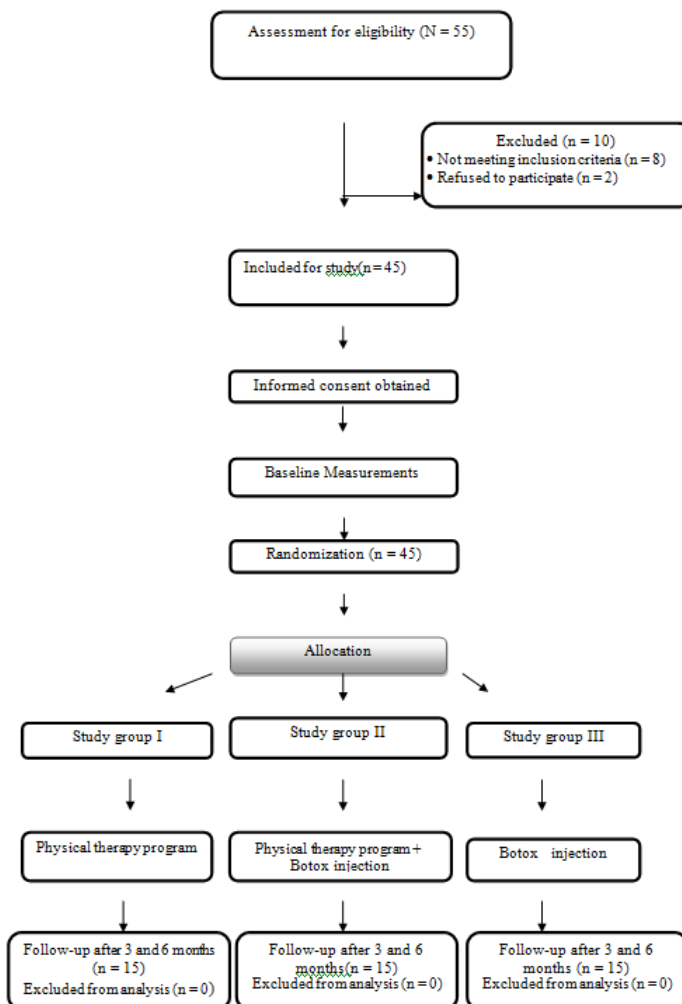 Assessment for eligibility (N = 55)
Excluded (n = 10)
• Not meeting inclusion criteria (n = 8)
• Refused to participate (n = 2)
Included for study(n= 45)
Informed consent obtained
Baseline Measurements
Randomization (n = 45)
Allocation
Study group I
Study group II
Study group III
Physical therapy program
Physical therapy program+
Botox injection
Botox injection
Follow-up after 3 and 6 months
(n = 15)
Excluded from analysis (n = 0)
Follow-up after 3 and 6
months(n = 15)
Excluded from analysis (n = 0)
Follow-up after 3 and 6
months (n = 15)
Excluded from analysis (n = 0)